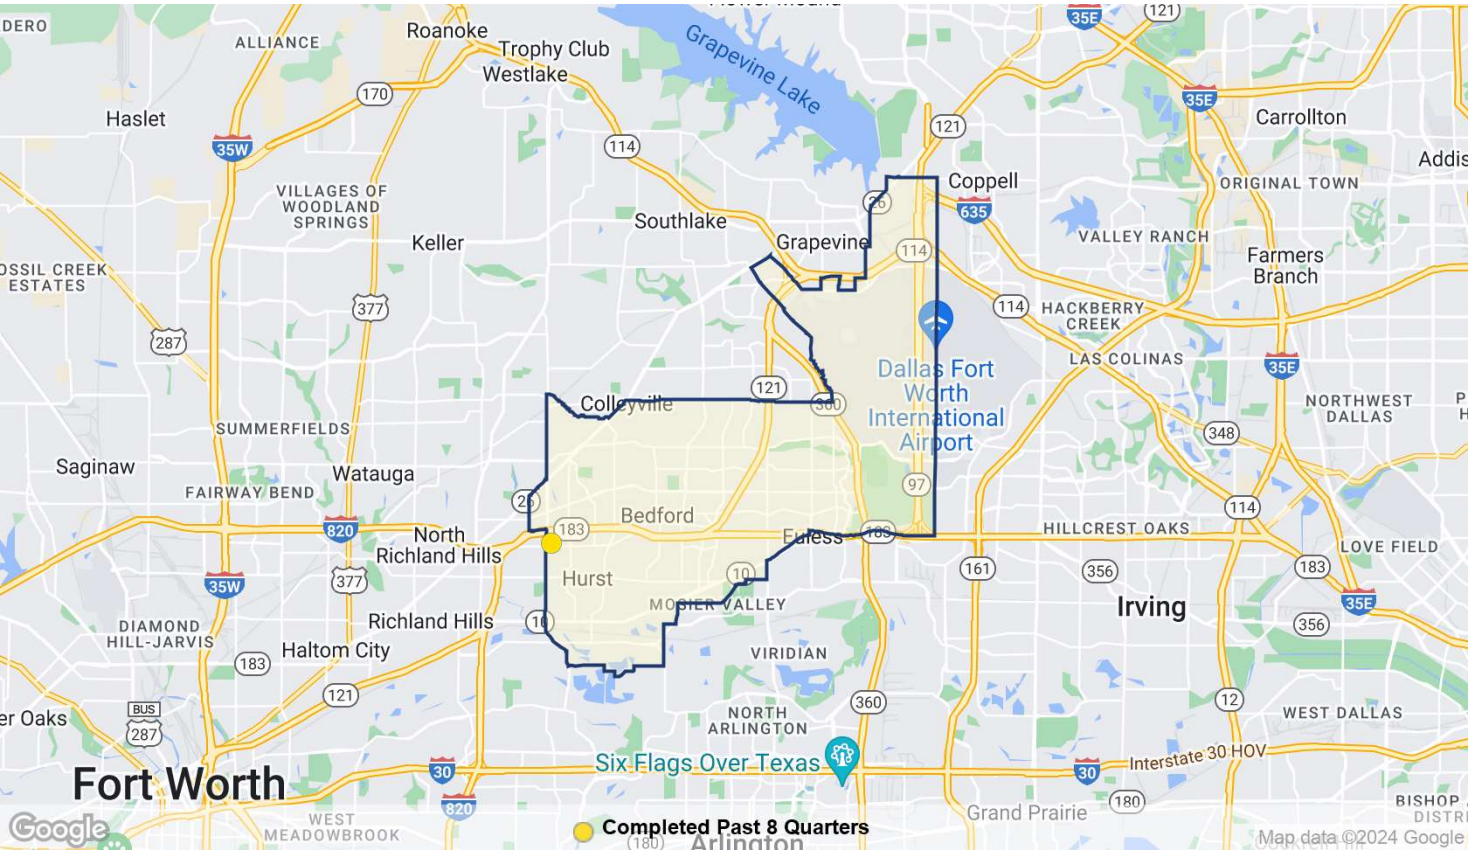 ADERO
ALLIANCE
Roanoke
Trophy Club
Westlake
35E
121
170
Grapevine Lake
35E
Carrollton
Haslet
35W
114
121
Addis
VILLAGES OF
WOODLAND
SPRINGS
Southlake
26
Coppell
635
ORIGINAL TOWN
Keller
Grapevine
114
VALLEY RANCH
Farmers
Branch
OSSIL CREEK
ESTATES
377
287
114
HACKBERRY
CREEK
LAS COLINAS
35E
Dallas Fort
Worth
International
Airport
121
360
Colleyville
NORTHWEST
DALLAS
SUMMERFIELDS
348
Saginaw
Watauga
FAIRWAY BEND
26
97
114
820
North
Richland Hills
183
Bedford
Euless
183
HILLCREST OAKS
LOVE FIELD
35W
377
Hurst
10
161
356
183
MOSIER VALLEY
Irving
35E
Richland Hills
10
356
DIAMOND
HILL-JARVIS
183
Haltom City
VIRIDIAN
121
360
12
er Oaks
BUS
287
NORTH
ARLINGTON
WEST DALLAS
Six Flags Over Texas
Interstate 30 HOV
Fort Worth
30
30
820
180
Grand Prairie
BISHOP
DISTRI
WEST
MEADOWBROOK
Google
Completed Past 8 Quarters
180
Arlington
Map data ©2024 Google